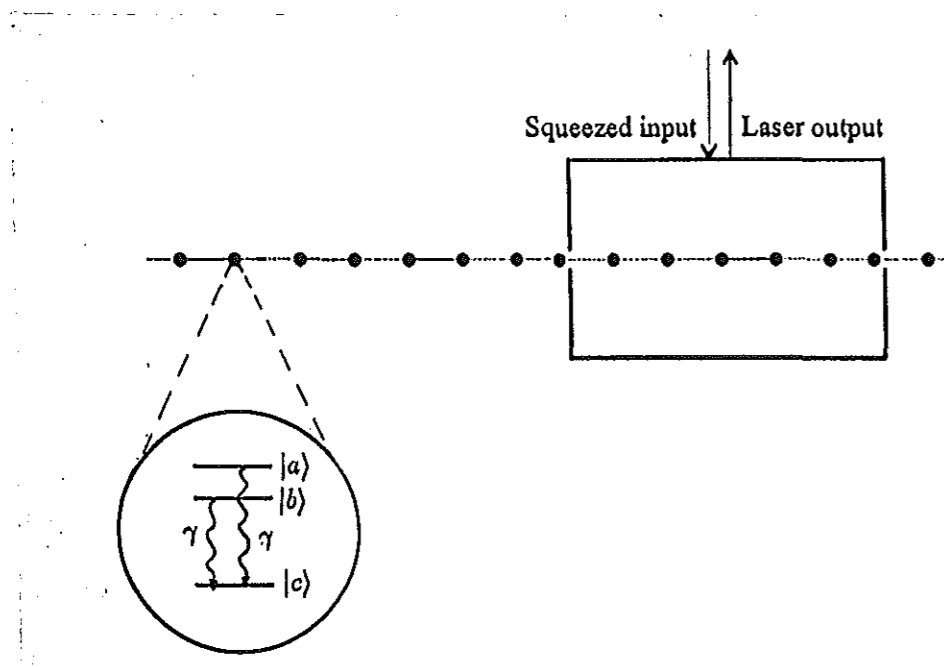 Squeezed input
Laser output
|a⟩
|b⟩
γ
γ
|c⟩